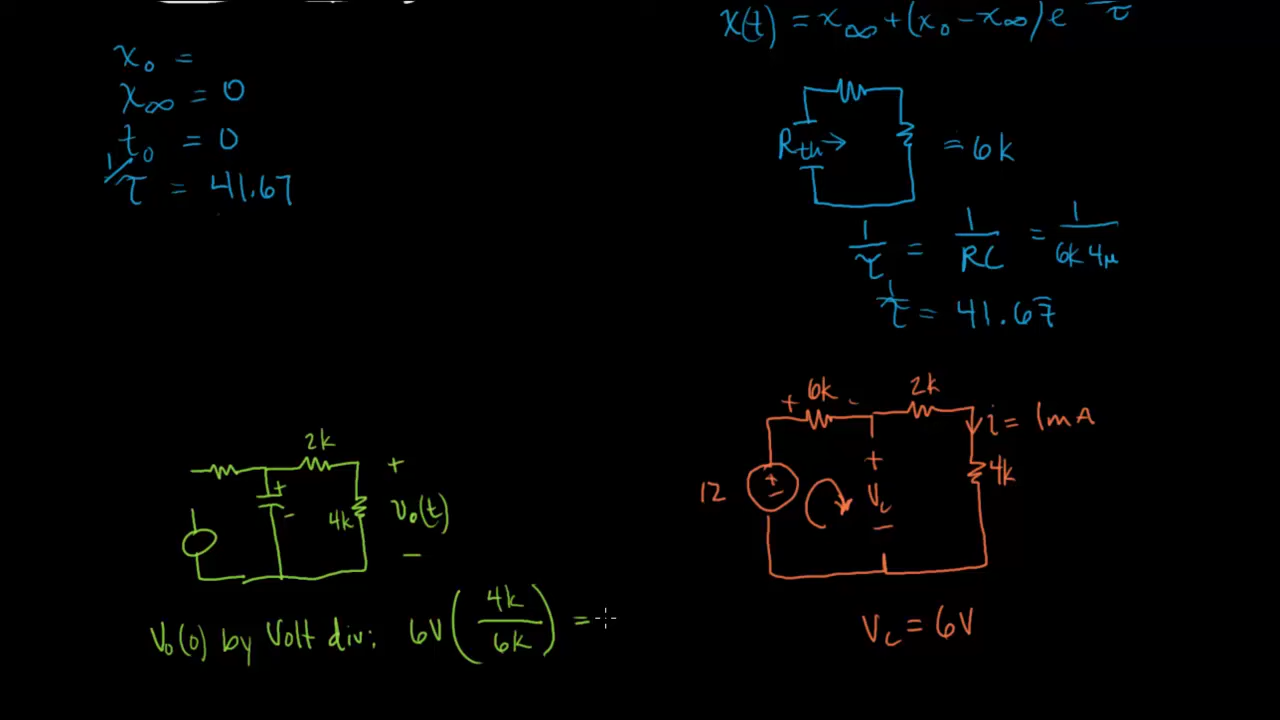 x(t) = x∞ + (x₀ - x∞) e^-τ
x₀ =
x∞ = 0
t₀ = 0
1/τ = 41.67
Rth → = 6k
1/τ = 1/RC = 1/6k 4μ
1/τ = 41.67
6k 2k
+ - i = 1mA
12 + - + Vc - 4k
Vc = 6V
2k
+ - 4k + v₀(t) -
V₀(0) by Volt div: 6V (4k/6k) =